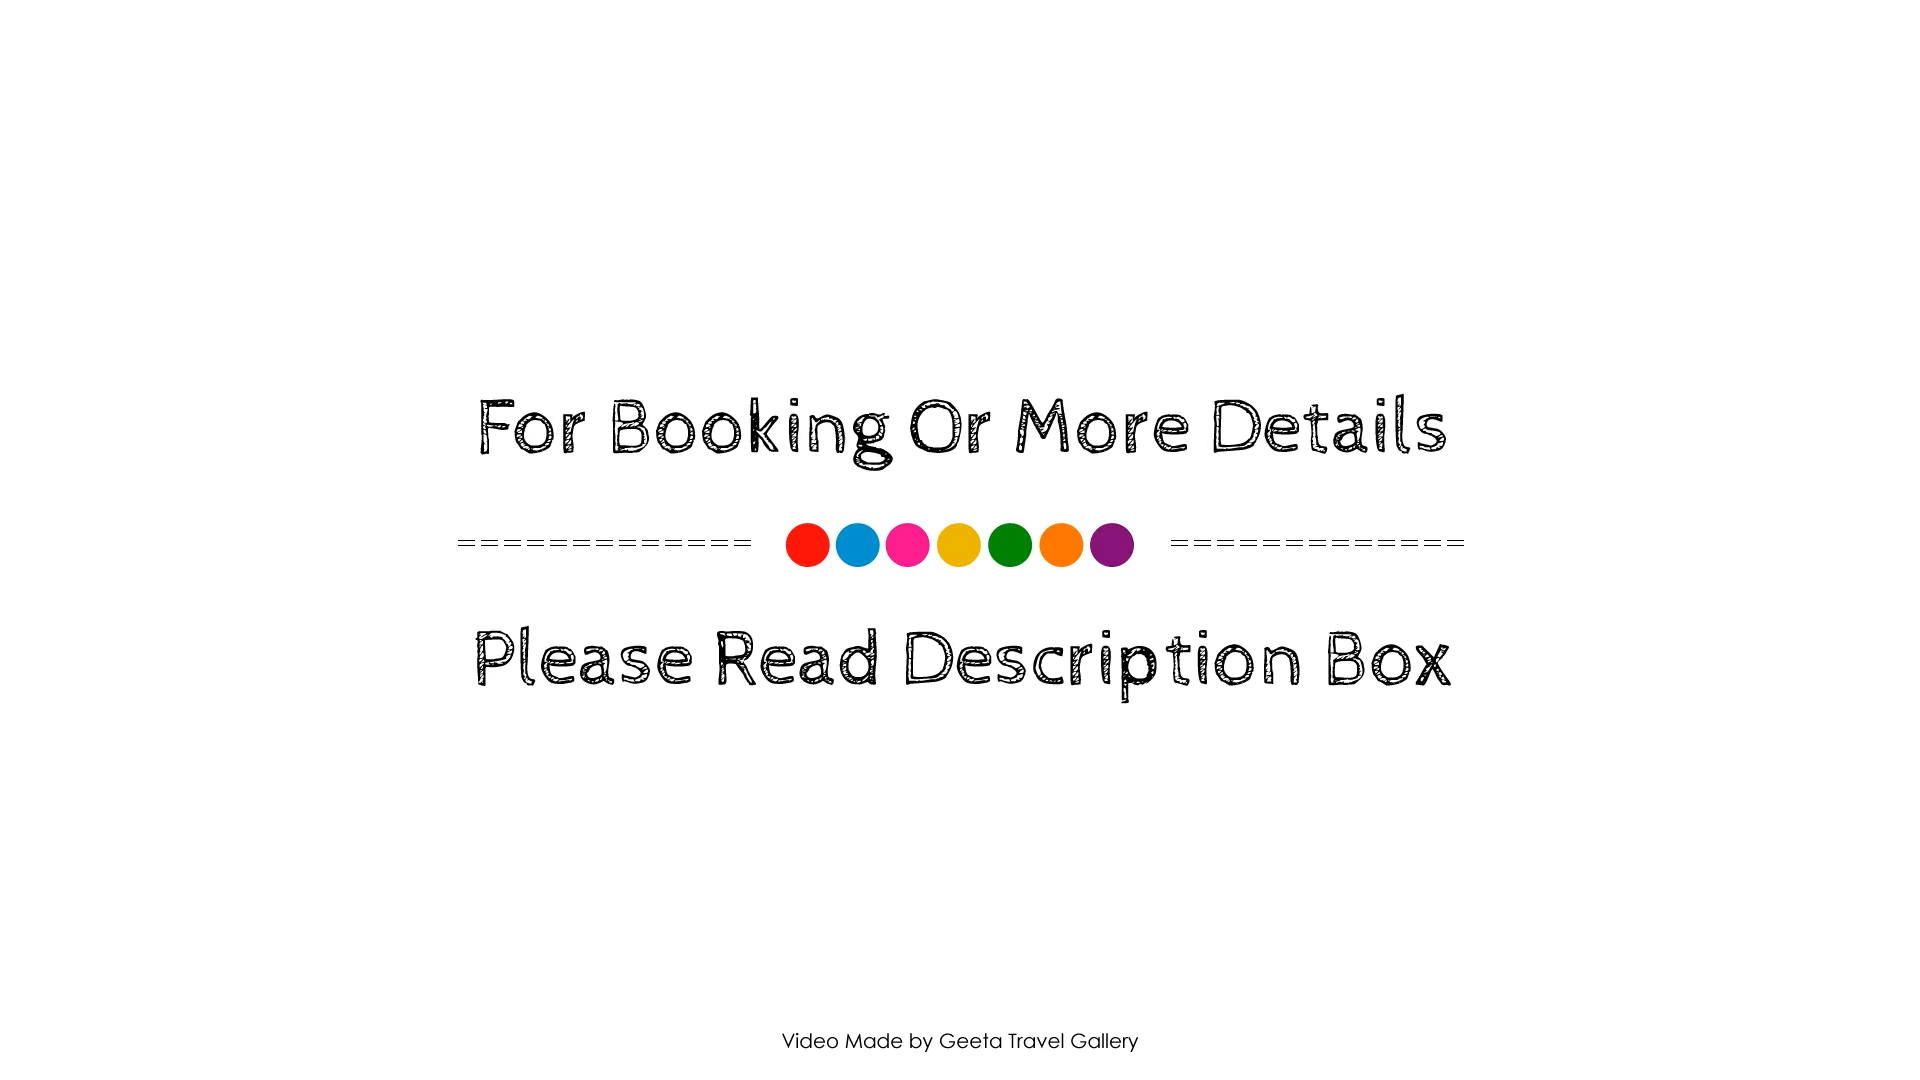 For Booking Or More Details
============= =============
Please Read Description Box
Video Made by Geeta Travel Gallery